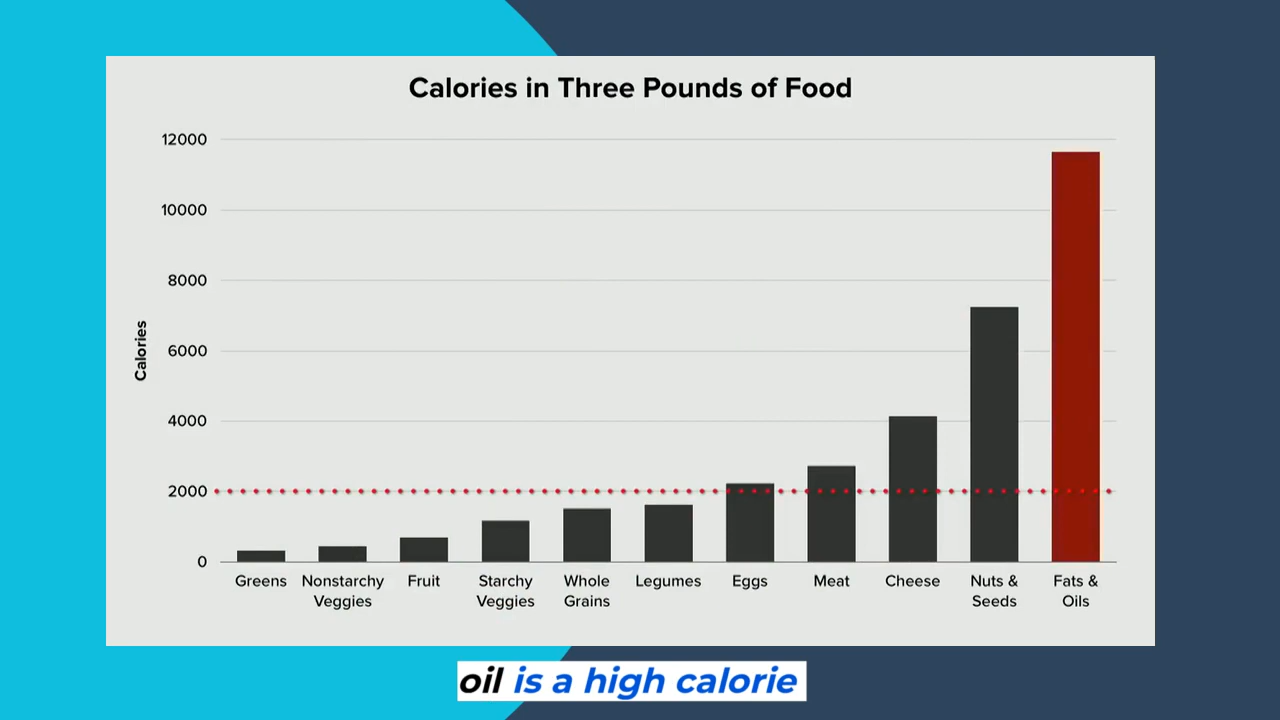 Calories in Three Pounds of Food
12000
10000
8000
6000
4000
2000
0
Calories
Greens
Nonstarchy
Veggies
Fruit
Starchy
Veggies
Whole
Grains
Legumes
Eggs
Meat
Cheese
Nuts &
Seeds
Fats &
Oils
oil is a high calorie